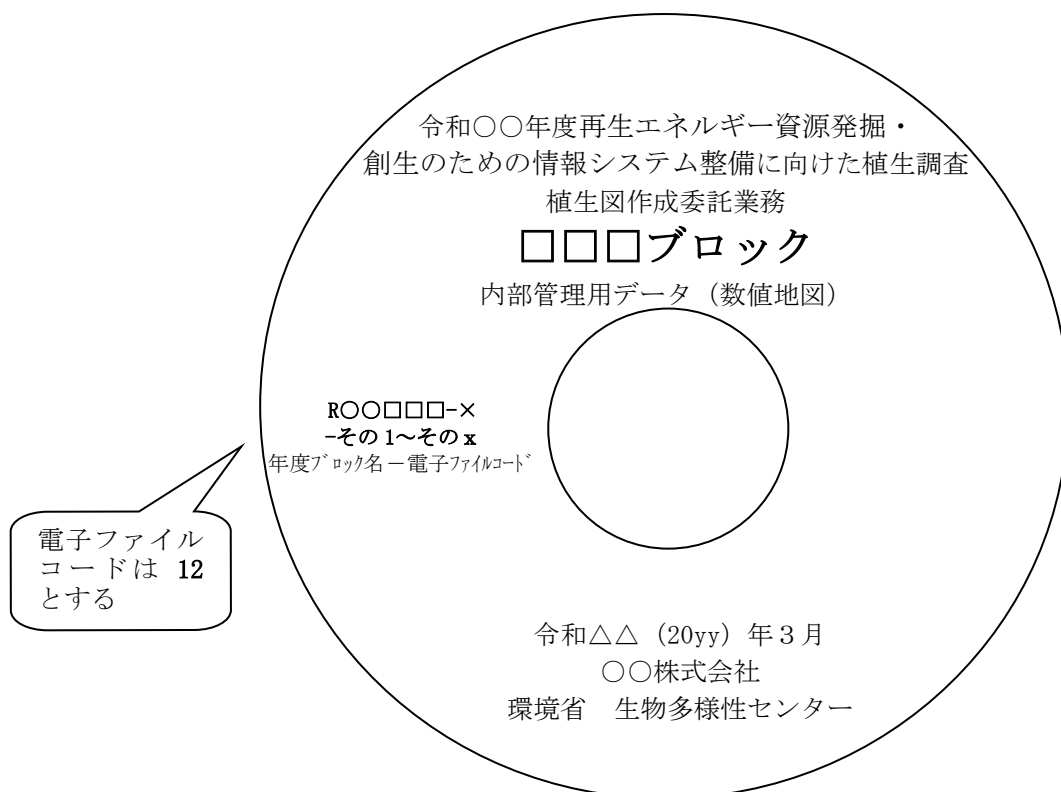 令和○○年度再生エネルギー資源発掘・
創生のための情報システム整備に向けた植生調査
植生図作成委託業務
□□□ブロック
内部管理用データ（数値地図）
R○○□□□-×
-その1～そのx
年度ﾌﾞﾛｯｸ名－電子ﾌｧｲﾙｺｰﾄﾞ
電子ファイル
コードは 12
とする
令和△△（20yy）年３月
○○株式会社
環境省　生物多様性センター